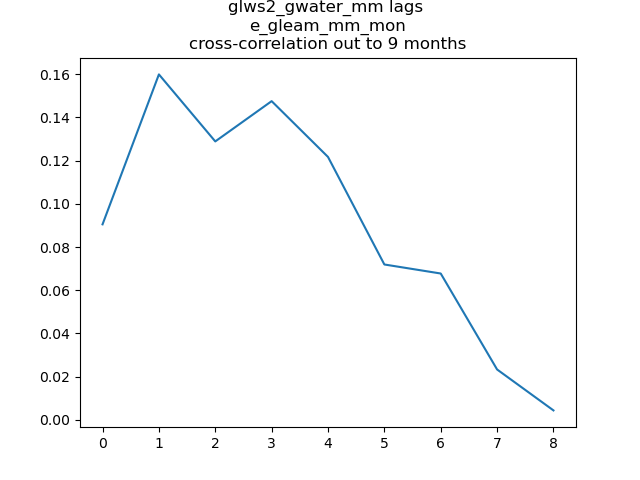 glws2_gwater_mm lags
e_gleam_mm_mon
cross-correlation out to 9 months
0.16
0.14
0.12
0.10
0.08
0.06
0.04
0.02
0.00
0 1 2 3 4 5 6 7 8